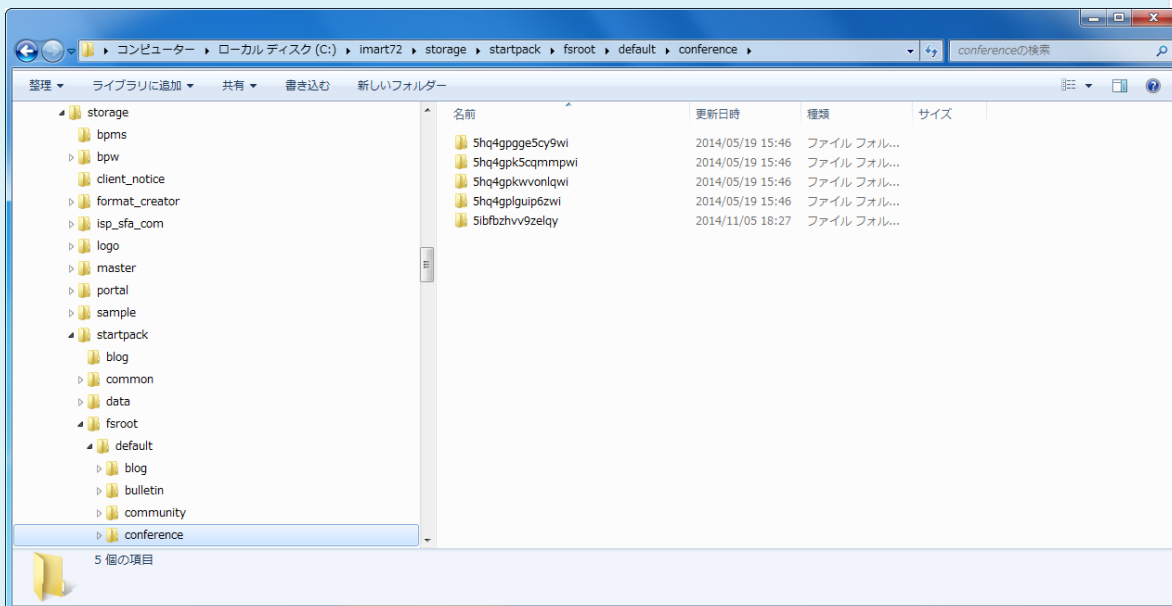 コンピューター ▸ ローカル ディスク (C:) ▸ imart72 ▸ storage ▸ startpack ▸ fsroot ▸ default ▸ conference ▸
conferenceの検索
整理 ライブラリに追加 共有 書き込む 新しいフォルダー
storage
bpms
bpw
client_notice
format_creator
isp_sfa_com
logo
master
portal
sample
startpack
blog
common
data
fsroot
default
blog
bulletin
community
conference
名前 更新日時 種類 サイズ
5hq4gpgge5cy9wi 2014/05/19 15:46 ファイル フォル...
5hq4gpk5cqmmpwi 2014/05/19 15:46 ファイル フォル...
5hq4gpkwvonlqwi 2014/05/19 15:46 ファイル フォル...
5hq4gplguip6zwi 2014/05/19 15:46 ファイル フォル...
5ibfbzhvv9zelqy 2014/11/05 18:27 ファイル フォル...
5 個の項目